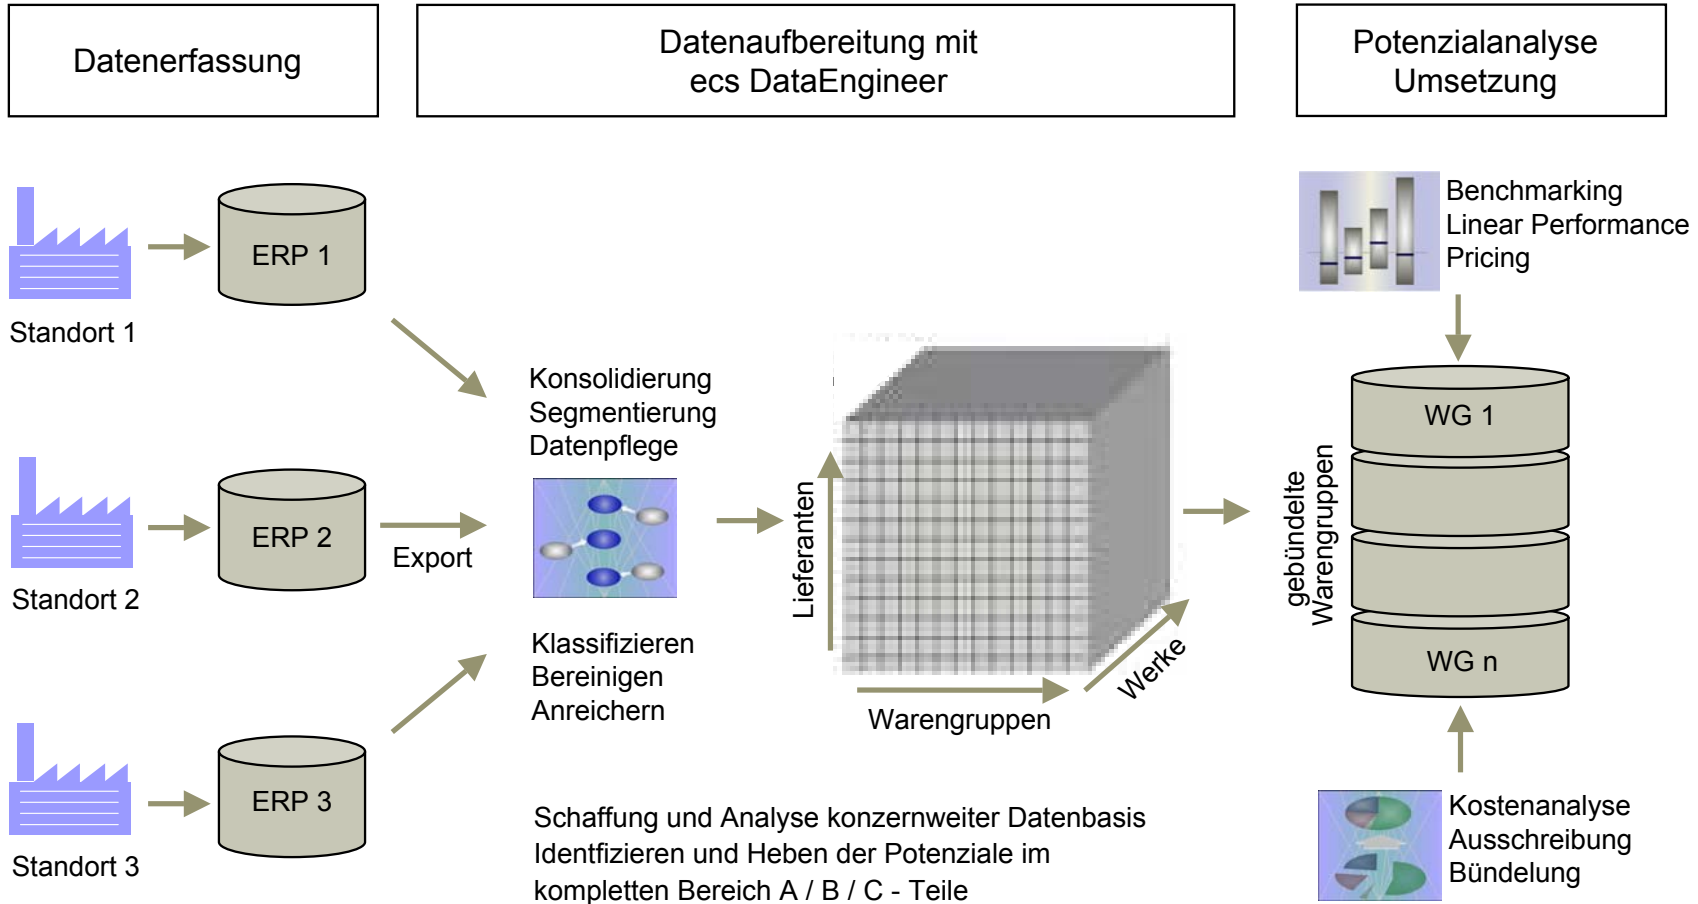 Datenerfassung
Datenaufbereitung mit
ecs DataEngineer
Potenzialanalyse
Umsetzung
ERP 1
Standort 1
ERP 2
Standort 2
Export
ERP 3
Standort 3
Konsolidierung
Segmentierung
Datenpflege
Klassifizieren
Bereinigen
Anreichern
Lieferanten
Warengruppen
Werke
Schaffung und Analyse konzernweiter Datenbasis
Identfizieren und Heben der Potenziale im
kompletten Bereich A / B / C - Teile
Benchmarking
Linear Performance
Pricing
gebündelte
Warengruppen
WG 1
WG n
Kostenanalyse
Ausschreibung
Bündelung